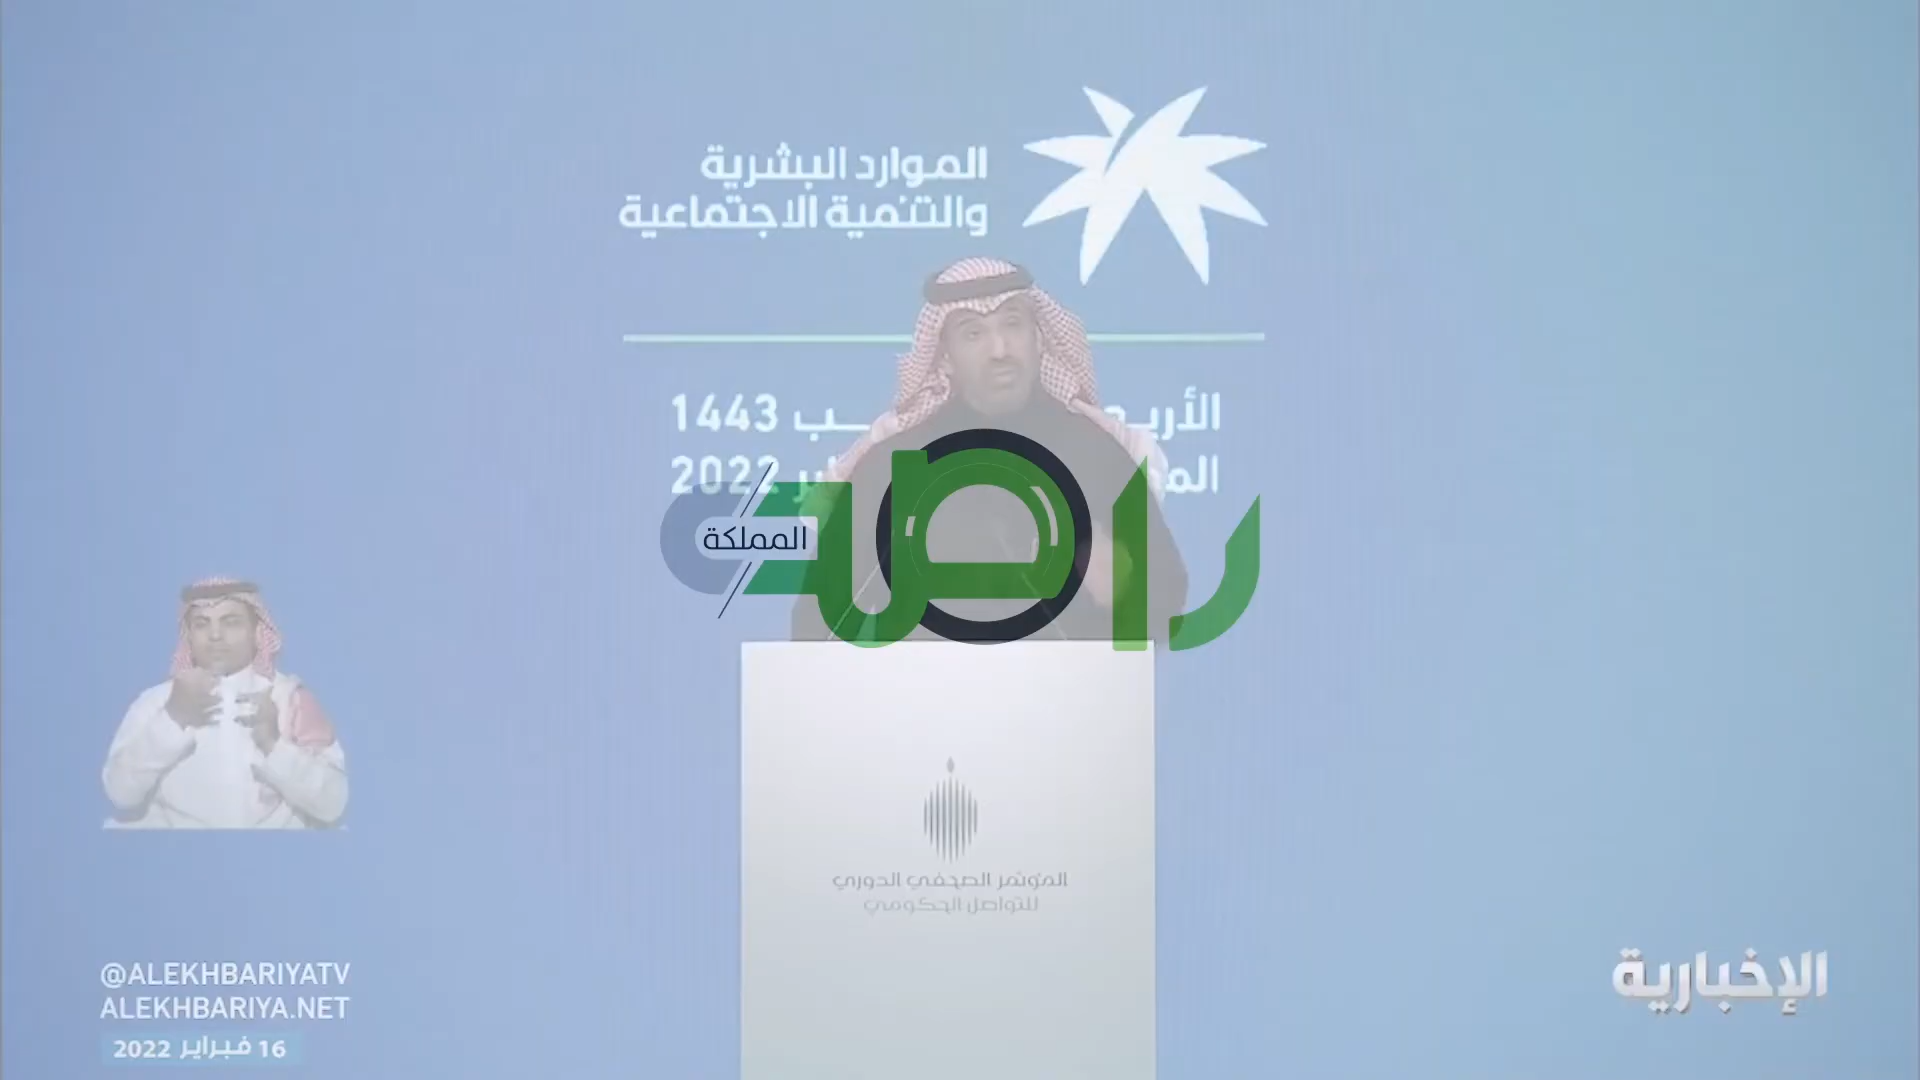 الموارد البشرية
والتنمية الاجتماعية
1443
2022
راصد
المملكة
المؤتمر الصحفي الدوري
للتواصل الحكومي
@ALEKHBARIYATV
ALEKHBARIYA.NET
16 فبراير 2022
الإخبارية